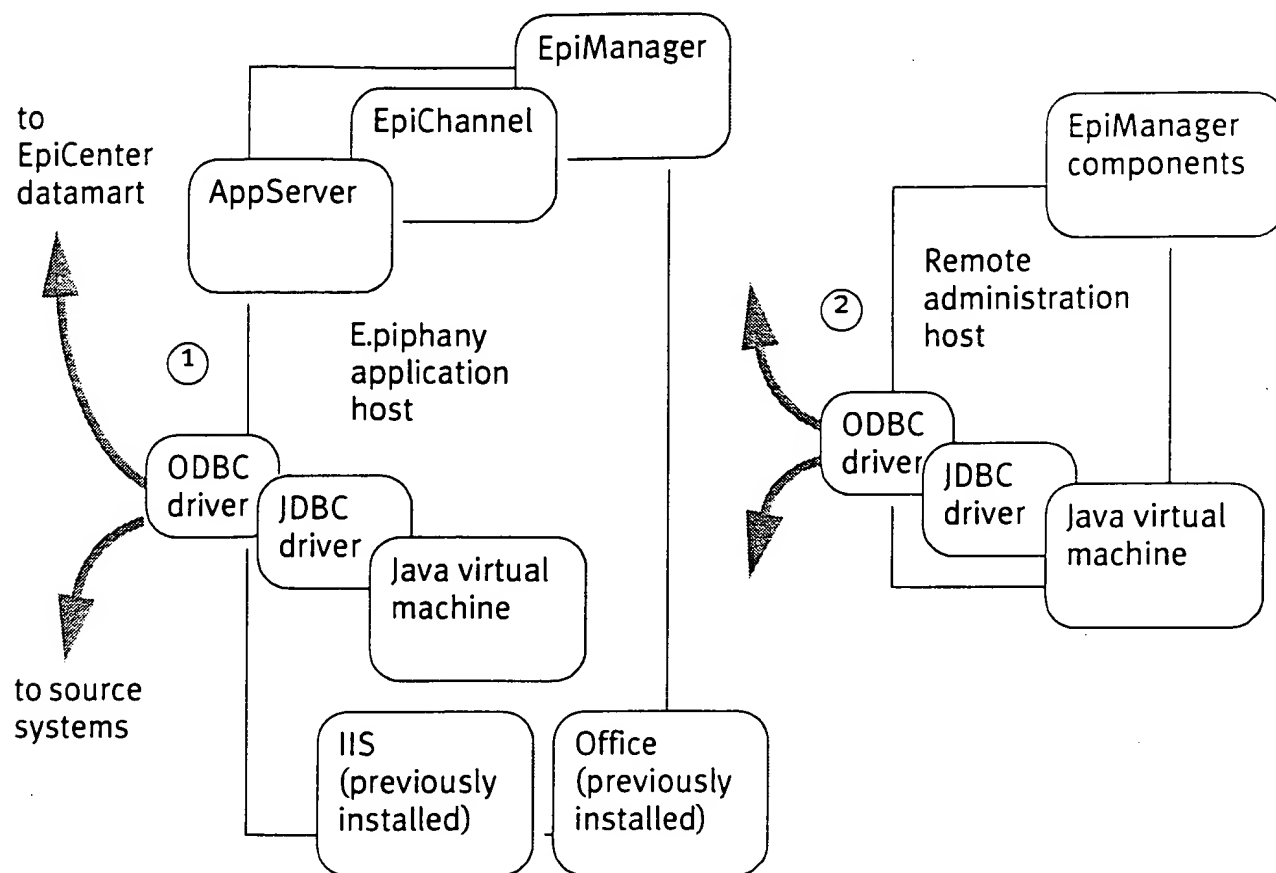 EpiManager
EpiChannel
AppServer
to
EpiCenter
datamart
1
E.piphany
application
host
ODBC
driver
JDBC
driver
Java virtual
machine
to source
systems
IIS
(previously
installed)
Office
(previously
installed)
EpiManager
components
2
Remote
administration
host
ODBC
driver
JDBC
driver
Java virtual
machine